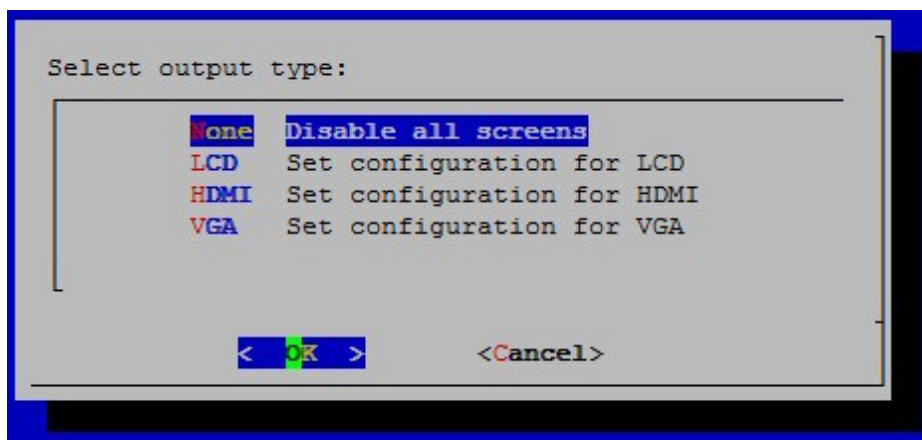 Select output type:
None Disable all screens
LCD Set configuration for LCD
HDMI Set configuration for HDMI
VGA Set configuration for VGA
< OK > <Cancel>